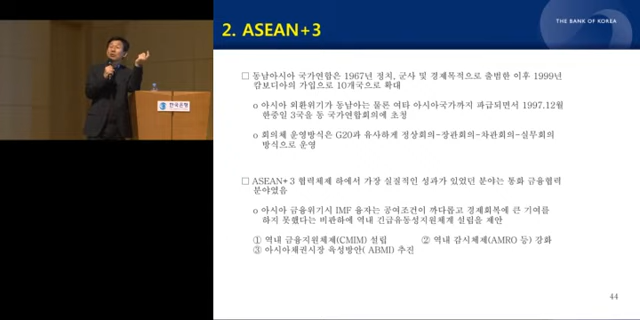 2. ASEAN+3
THE BANK OF KOREA
□ 동남아시아 국가연합은 1967년 정치, 군사 및 경제목적으로 출범한 이후 1999년
캄보디아의 가입으로 10개국으로 확대
o 아시아 외환위기가 동남아는 물론 여타 아시아국가까지 파급되면서 1997.12월
한중일 3국을 동 국가연합회의에 초청
o 회의체 운영방식은 G20과 유사하게 정상회의-장관회의-차관회의-실무회의
방식으로 운영
□ ASEAN+3 협력체제 하에서 가장 실질적인 성과가 있었던 분야는 통화 금융협력
분야였음
o 아시아 금융위기시 IMF 융자는 공여조건이 까다롭고 경제회복에 큰 기여를
하지 못했다는 비판하에 역내 긴급유동성지원체계 설립을 제안
① 역내 금융지원체제(CMIM) 설립 ② 역내 감시체제(AMRO 등) 강화
③ 아시아채권시장 육성방안( ABMI) 추진
한국은행
44